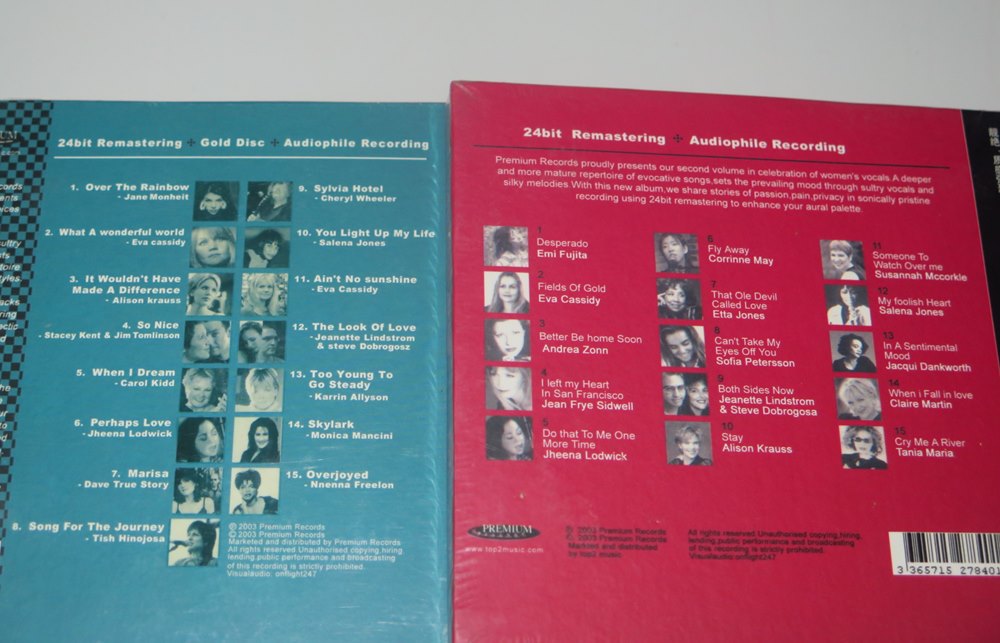 24bit Remastering + Gold Disc + Audiophile Recording
1. Over The Rainbow
- Jane Monheit
2. What A wonderful world
- Eva cassidy
3. It Wouldn't Have
Made A Difference
- Alison krauss
4. So Nice
- Stacey Kent & Jim Tomlinson
5. When I Dream
- Carol Kidd
6. Perhaps Love
- Jheena Lodwick
7. Marisa
- Dave True Story
8. Song For The Journey
- Tish Hinojosa
9. Sylvia Hotel
- Cheryl Wheeler
10. You Light Up My Life
- Salena Jones
11. Ain't No sunshine
- Eva Cassidy
12. The Look Of Love
- Jeanette Lindstrom
& steve Dobrogosz
13. Too Young To
Go Steady
- Karrin Allyson
14. Skylark
- Monica Mancini
15. Overjoyed
- Nnenna Freelon
℗ 2003 Premium Records
© 2003 Premium Records
Marketed and distributed by Premium Records
All rights reserved.Unauthorised copying,hiring,
lending,public performance and broadcasting
of this recording is strictly prohibited.
Visualaudio: onflight247
24bit Remastering + Audiophile Recording
Premium Records proudly presents our second volume in celebration of women's vocals.A deeper
and more mature repertoire of evocative songs,sets the prevailing mood through sultry vocals and
silky melodies.With this new album,we share stories of passion,pain,privacy in sonically pristine
recording using 24bit remastering to enhance your aural palette.
1
Desperado
Emi Fujita
2
Fields Of Gold
Eva Cassidy
3
Better Be home Soon
Andrea Zonn
4
I left my Heart
In San Francisco
Jean Frye Sidwell
5
Do that To Me One
More Time
Jheena Lodwick
6
Fly Away
Corrinne May
7
That Ole Devil
Called Love
Etta Jones
8
Can't Take My
Eyes Off You
Sofia Petersson
9
Both Sides Now
Jeanette Lindstrom
& Steve Dobrogosa
10
Stay
Alison Krauss
11
Someone To
Watch Over me
Susannah Mccorkle
12
My foolish Heart
Salena Jones
13
In A Sentimental
Mood
Jacqui Dankworth
14
When i Fall in love
Claire Martin
15
Cry Me A River
Tania Maria
PREMIUM
RECORDS
www.top2music.com
℗ 2003 Premium Records
© 2003 Premium Records
Marketed and distributed
by top2 music
All rights reserved.Unauthorised copying,hiring,
lending,public performance and broadcasting
of this recording is strictly prohibited.
Visualaudio:onflight247
3 365715 278401